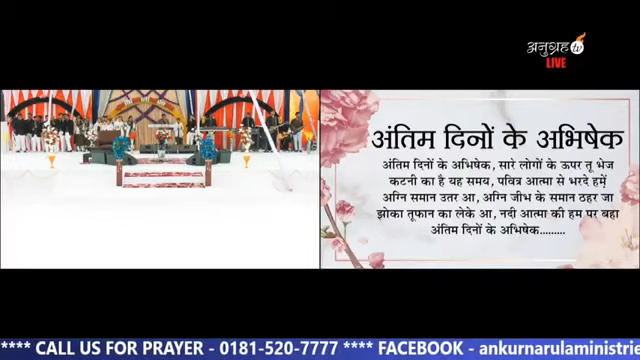 अनुग्रह tv
LIVE
अंतिम दिनों के अभिषेक
अंतिम दिनों के अभिषेक, सारे लोगों के ऊपर तू भेज
कटनी का है यह समय, पवित्र आत्मा से भरदे हमें
अग्नि समान उतर आ, अग्नि जीभ के समान ठहर जा
झोका तूफान का लेके आ, नदी आत्मा की हम पर बहा
अंतिम दिनों के अभिषेक.........
**** CALL US FOR PRAYER - 0181-520-7777 **** FACEBOOK - ankurnarulaministrie